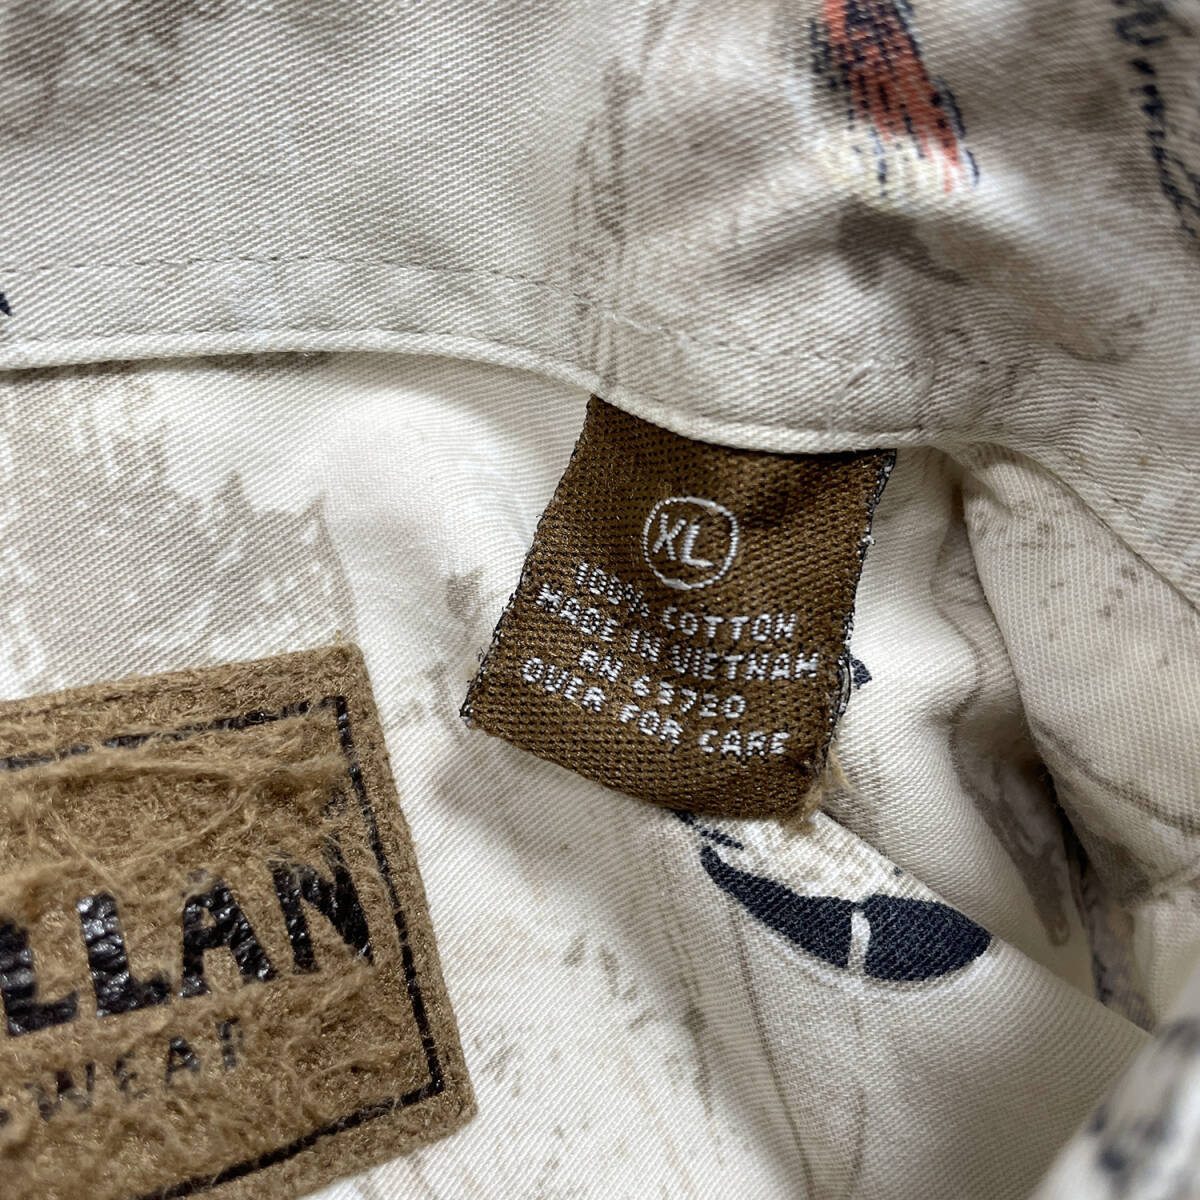 XL
100% COTTON
MADE IN VIETNAM
RN 63720
OVER FOR CARE
LLAN
WEAR